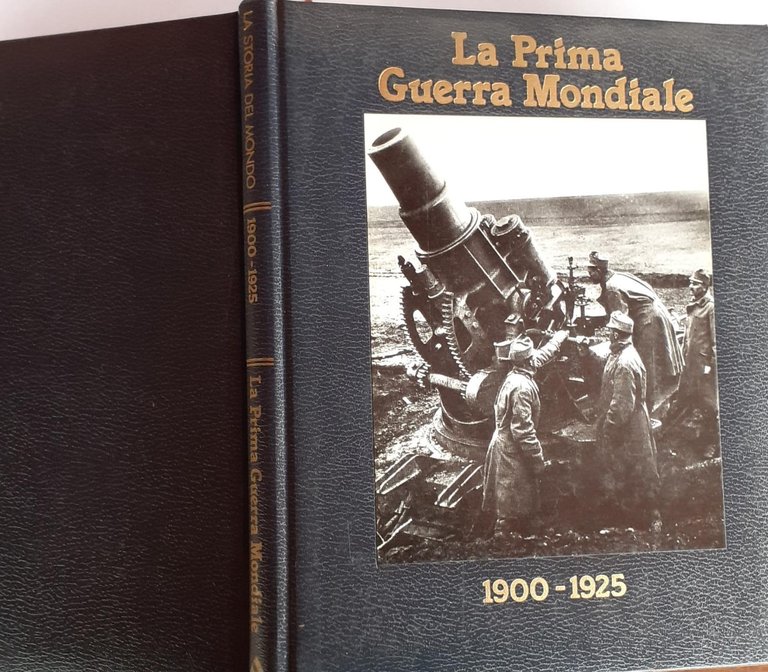 La Prima
Guerra Mondiale
1900-1925
LA STORIA DEL MONDO
1900-1925
La Prima Guerra Mondiale